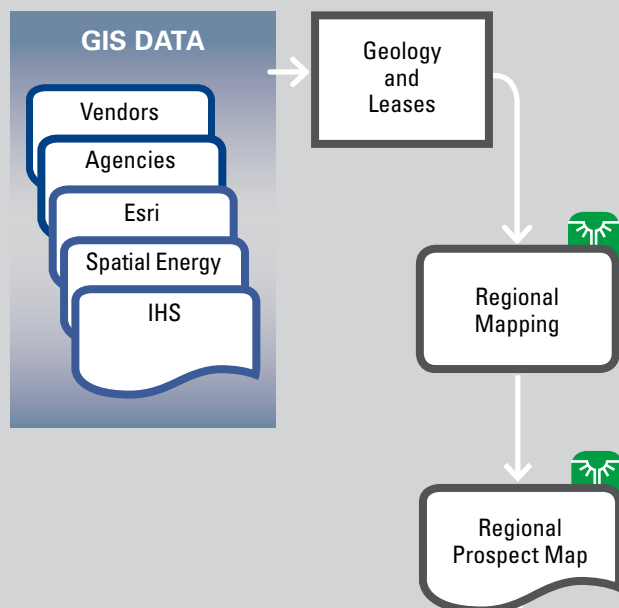 GIS DATA
Vendors
Agencies
Esri
Spatial Energy
IHS
Geology
and
Leases
Regional
Mapping
Regional
Prospect Map